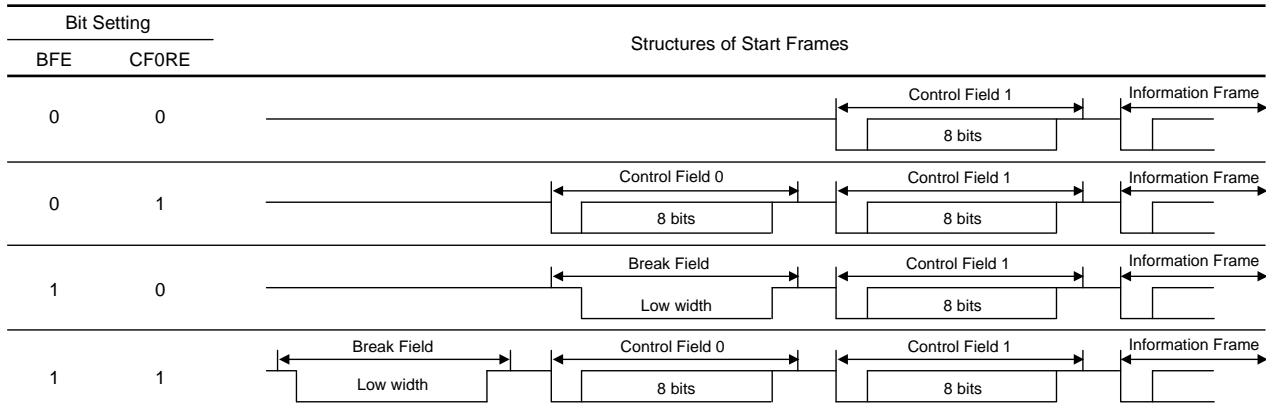 Bit Setting
Structures of Start Frames
BFE CF0RE
Control Field 1 Information Frame
0 0
8 bits
Control Field 0 Control Field 1 Information Frame
0 1
8 bits 8 bits
Break Field Control Field 1 Information Frame
1 0
Low width 8 bits
Break Field Control Field 0 Control Field 1 Information Frame
1 1
Low width 8 bits 8 bits